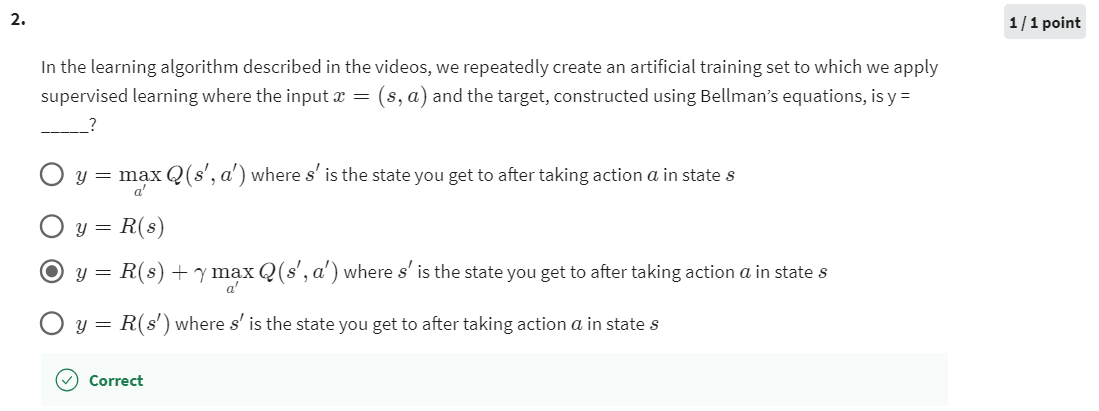 2.
1 / 1 point
In the learning algorithm described in the videos, we repeatedly create an artificial training set to which we apply
supervised learning where the input x = (s, a) and the target, constructed using Bellman's equations, is y =
_____?
y = max Q(s′, a′) where s′ is the state you get to after taking action a in state s
a′
y = R(s)
y = R(s) + γ max Q(s′, a′) where s′ is the state you get to after taking action a in state s
a′
y = R(s′) where s′ is the state you get to after taking action a in state s
Correct